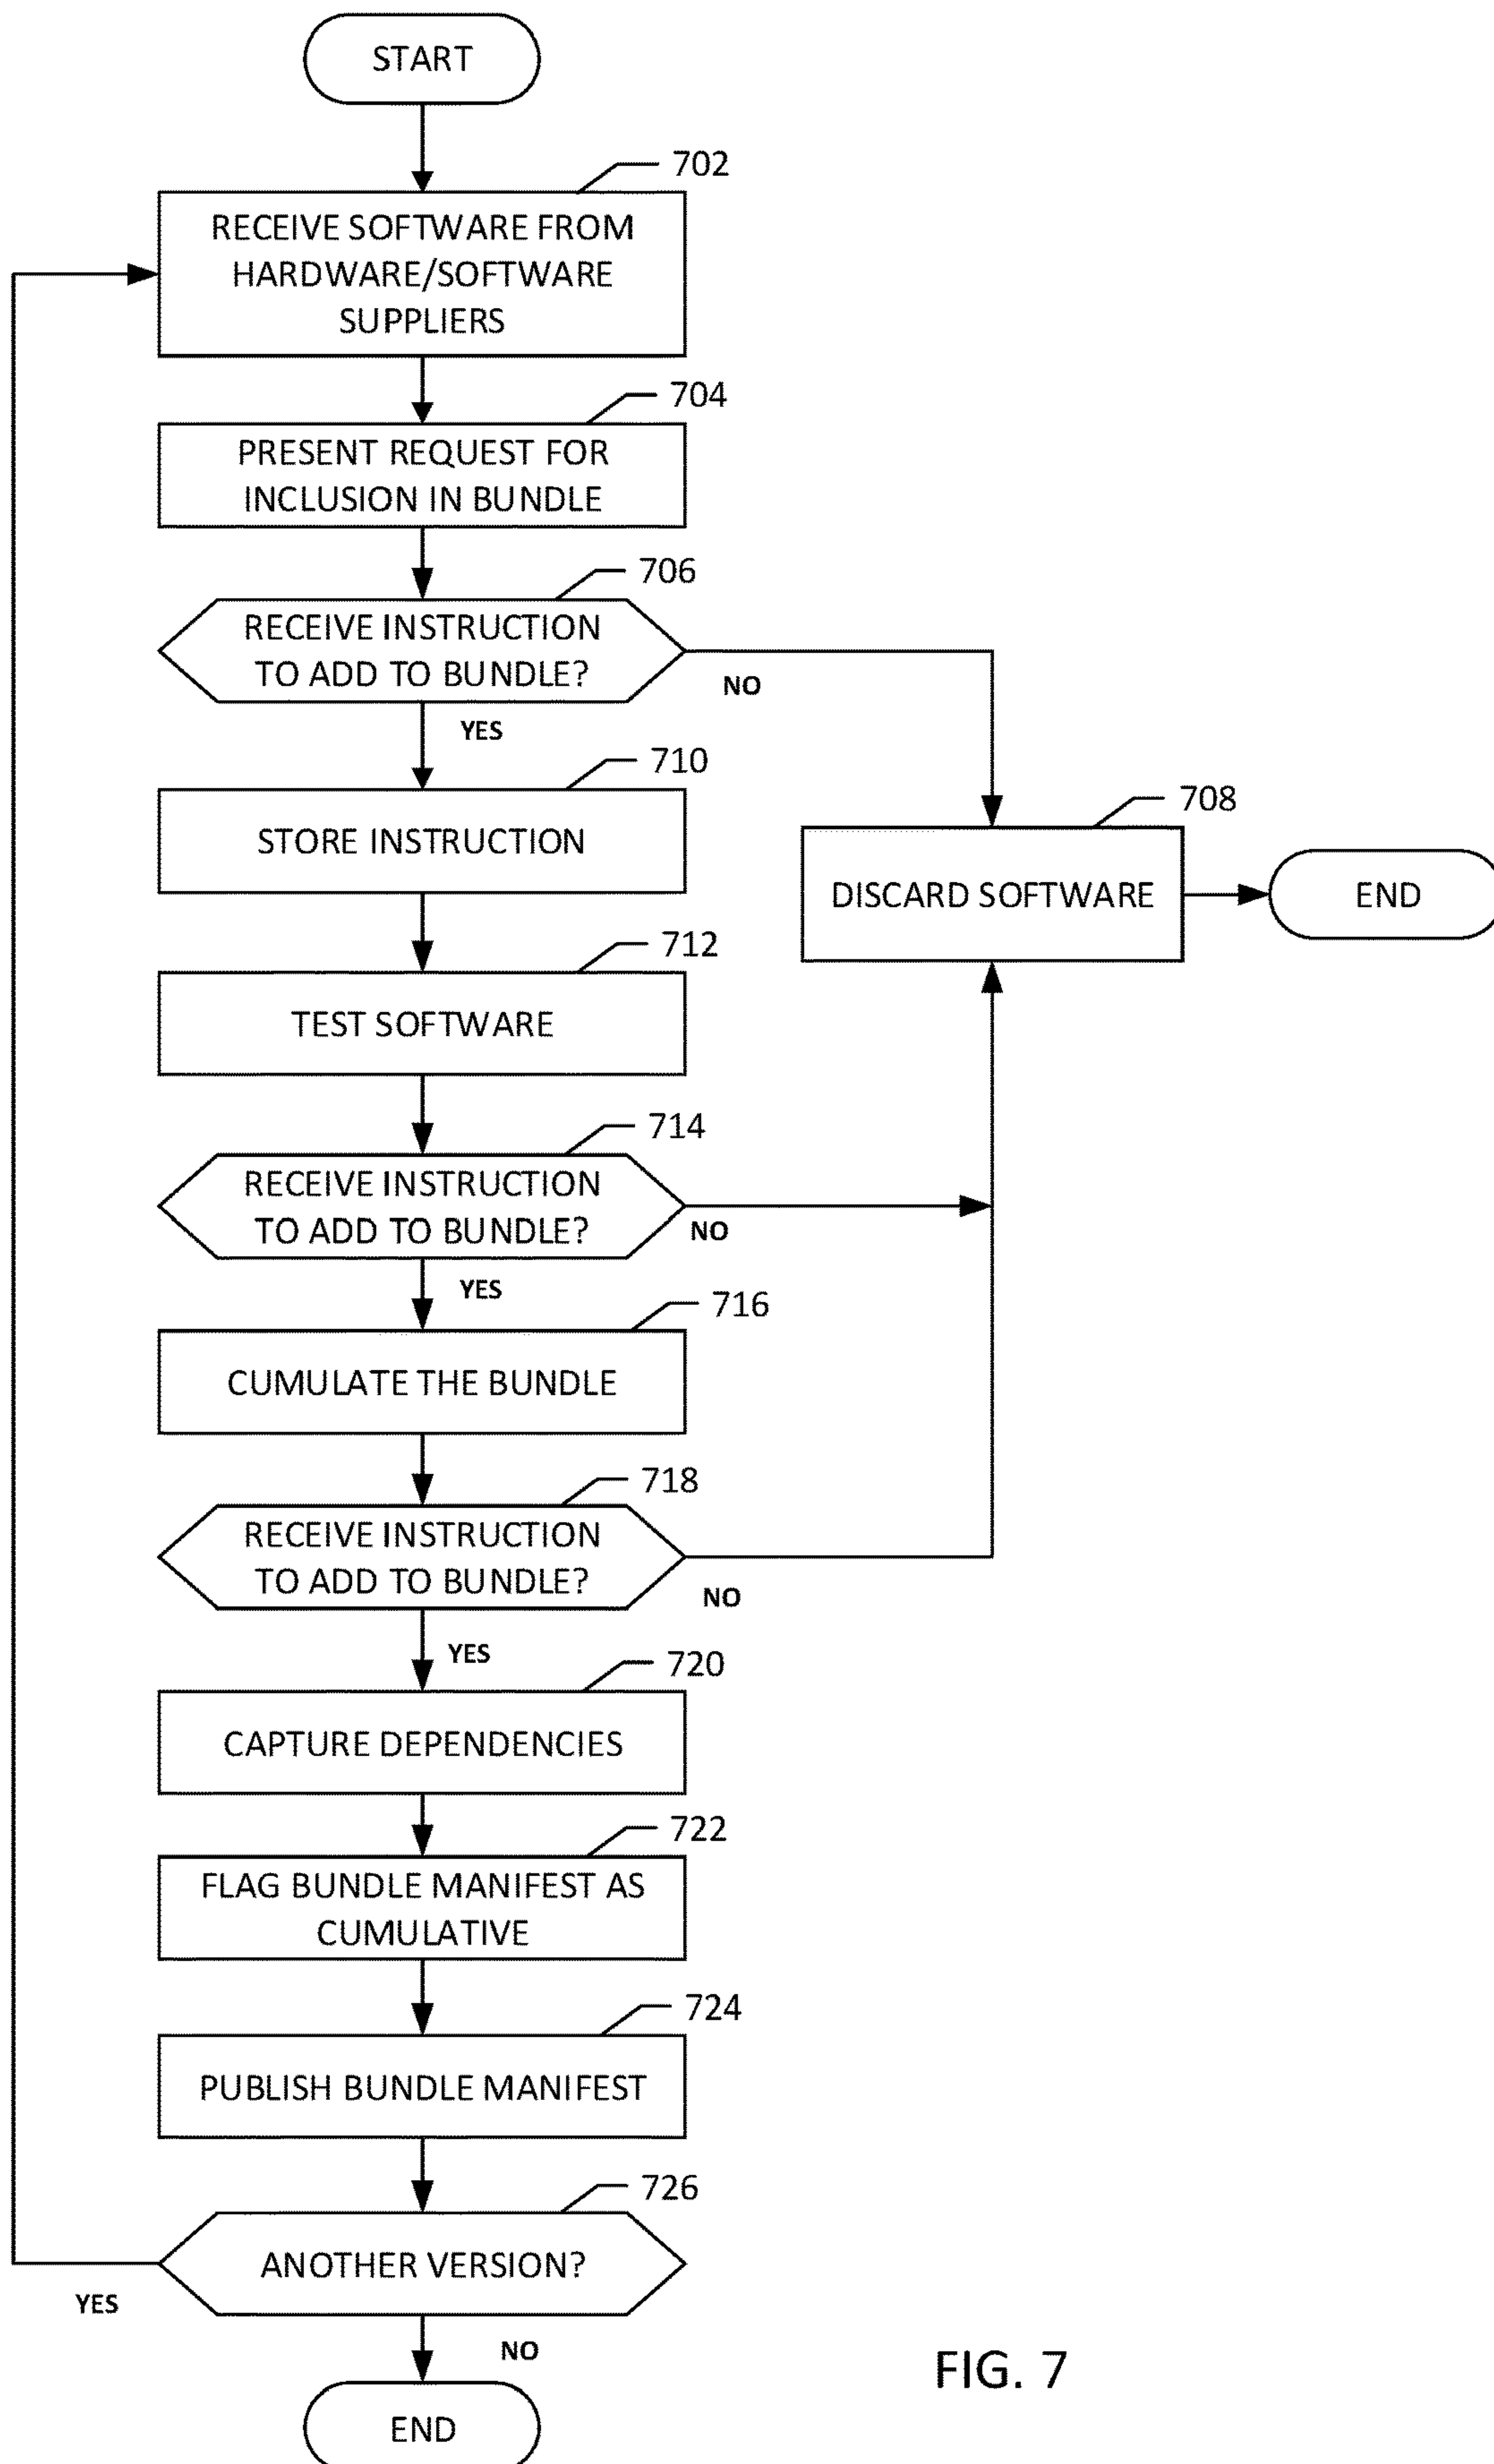 START
702
RECEIVE SOFTWARE FROM
HARDWARE/SOFTWARE
SUPPLIERS
704
PRESENT REQUEST FOR
INCLUSION IN BUNDLE
706
RECEIVE INSTRUCTION
TO ADD TO BUNDLE?
NO
YES
710
STORE INSTRUCTION
708
DISCARD SOFTWARE
END
712
TEST SOFTWARE
714
RECEIVE INSTRUCTION
TO ADD TO BUNDLE?
NO
YES
716
CUMULATE THE BUNDLE
718
RECEIVE INSTRUCTION
TO ADD TO BUNDLE?
NO
YES
720
CAPTURE DEPENDENCIES
722
FLAG BUNDLE MANIFEST AS
CUMULATIVE
724
PUBLISH BUNDLE MANIFEST
726
ANOTHER VERSION?
YES
NO
END
FIG. 7